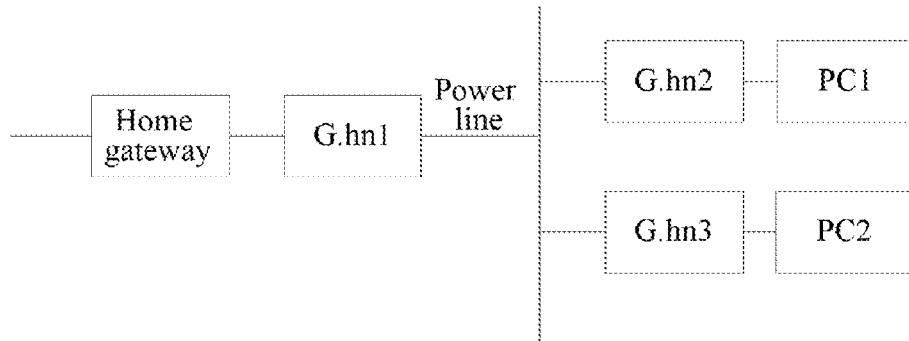 Home
gateway
G.hn1
Power
line
G.hn2
PC1
G.hn3
PC2